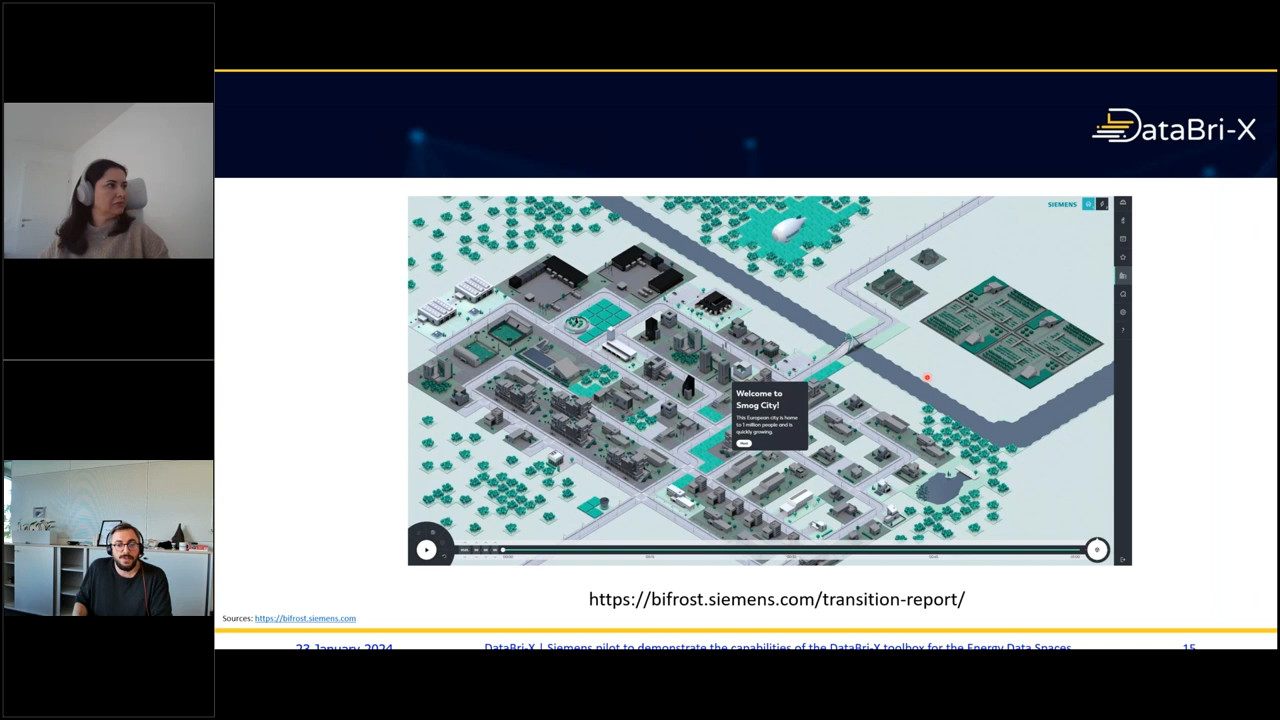 DataBri-X
SIEMENS
Welcome to
Smog City!
This European city is home
to 1 million people and is
quickly growing.
Next
https://bifrost.siemens.com/transition-report/
Sources: https://bifrost.siemens.com
23 January 2024
DataBri-X | Siemens pilot to demonstrate the capabilities of the DataBri-X toolbox for the Energy Data Spaces
15